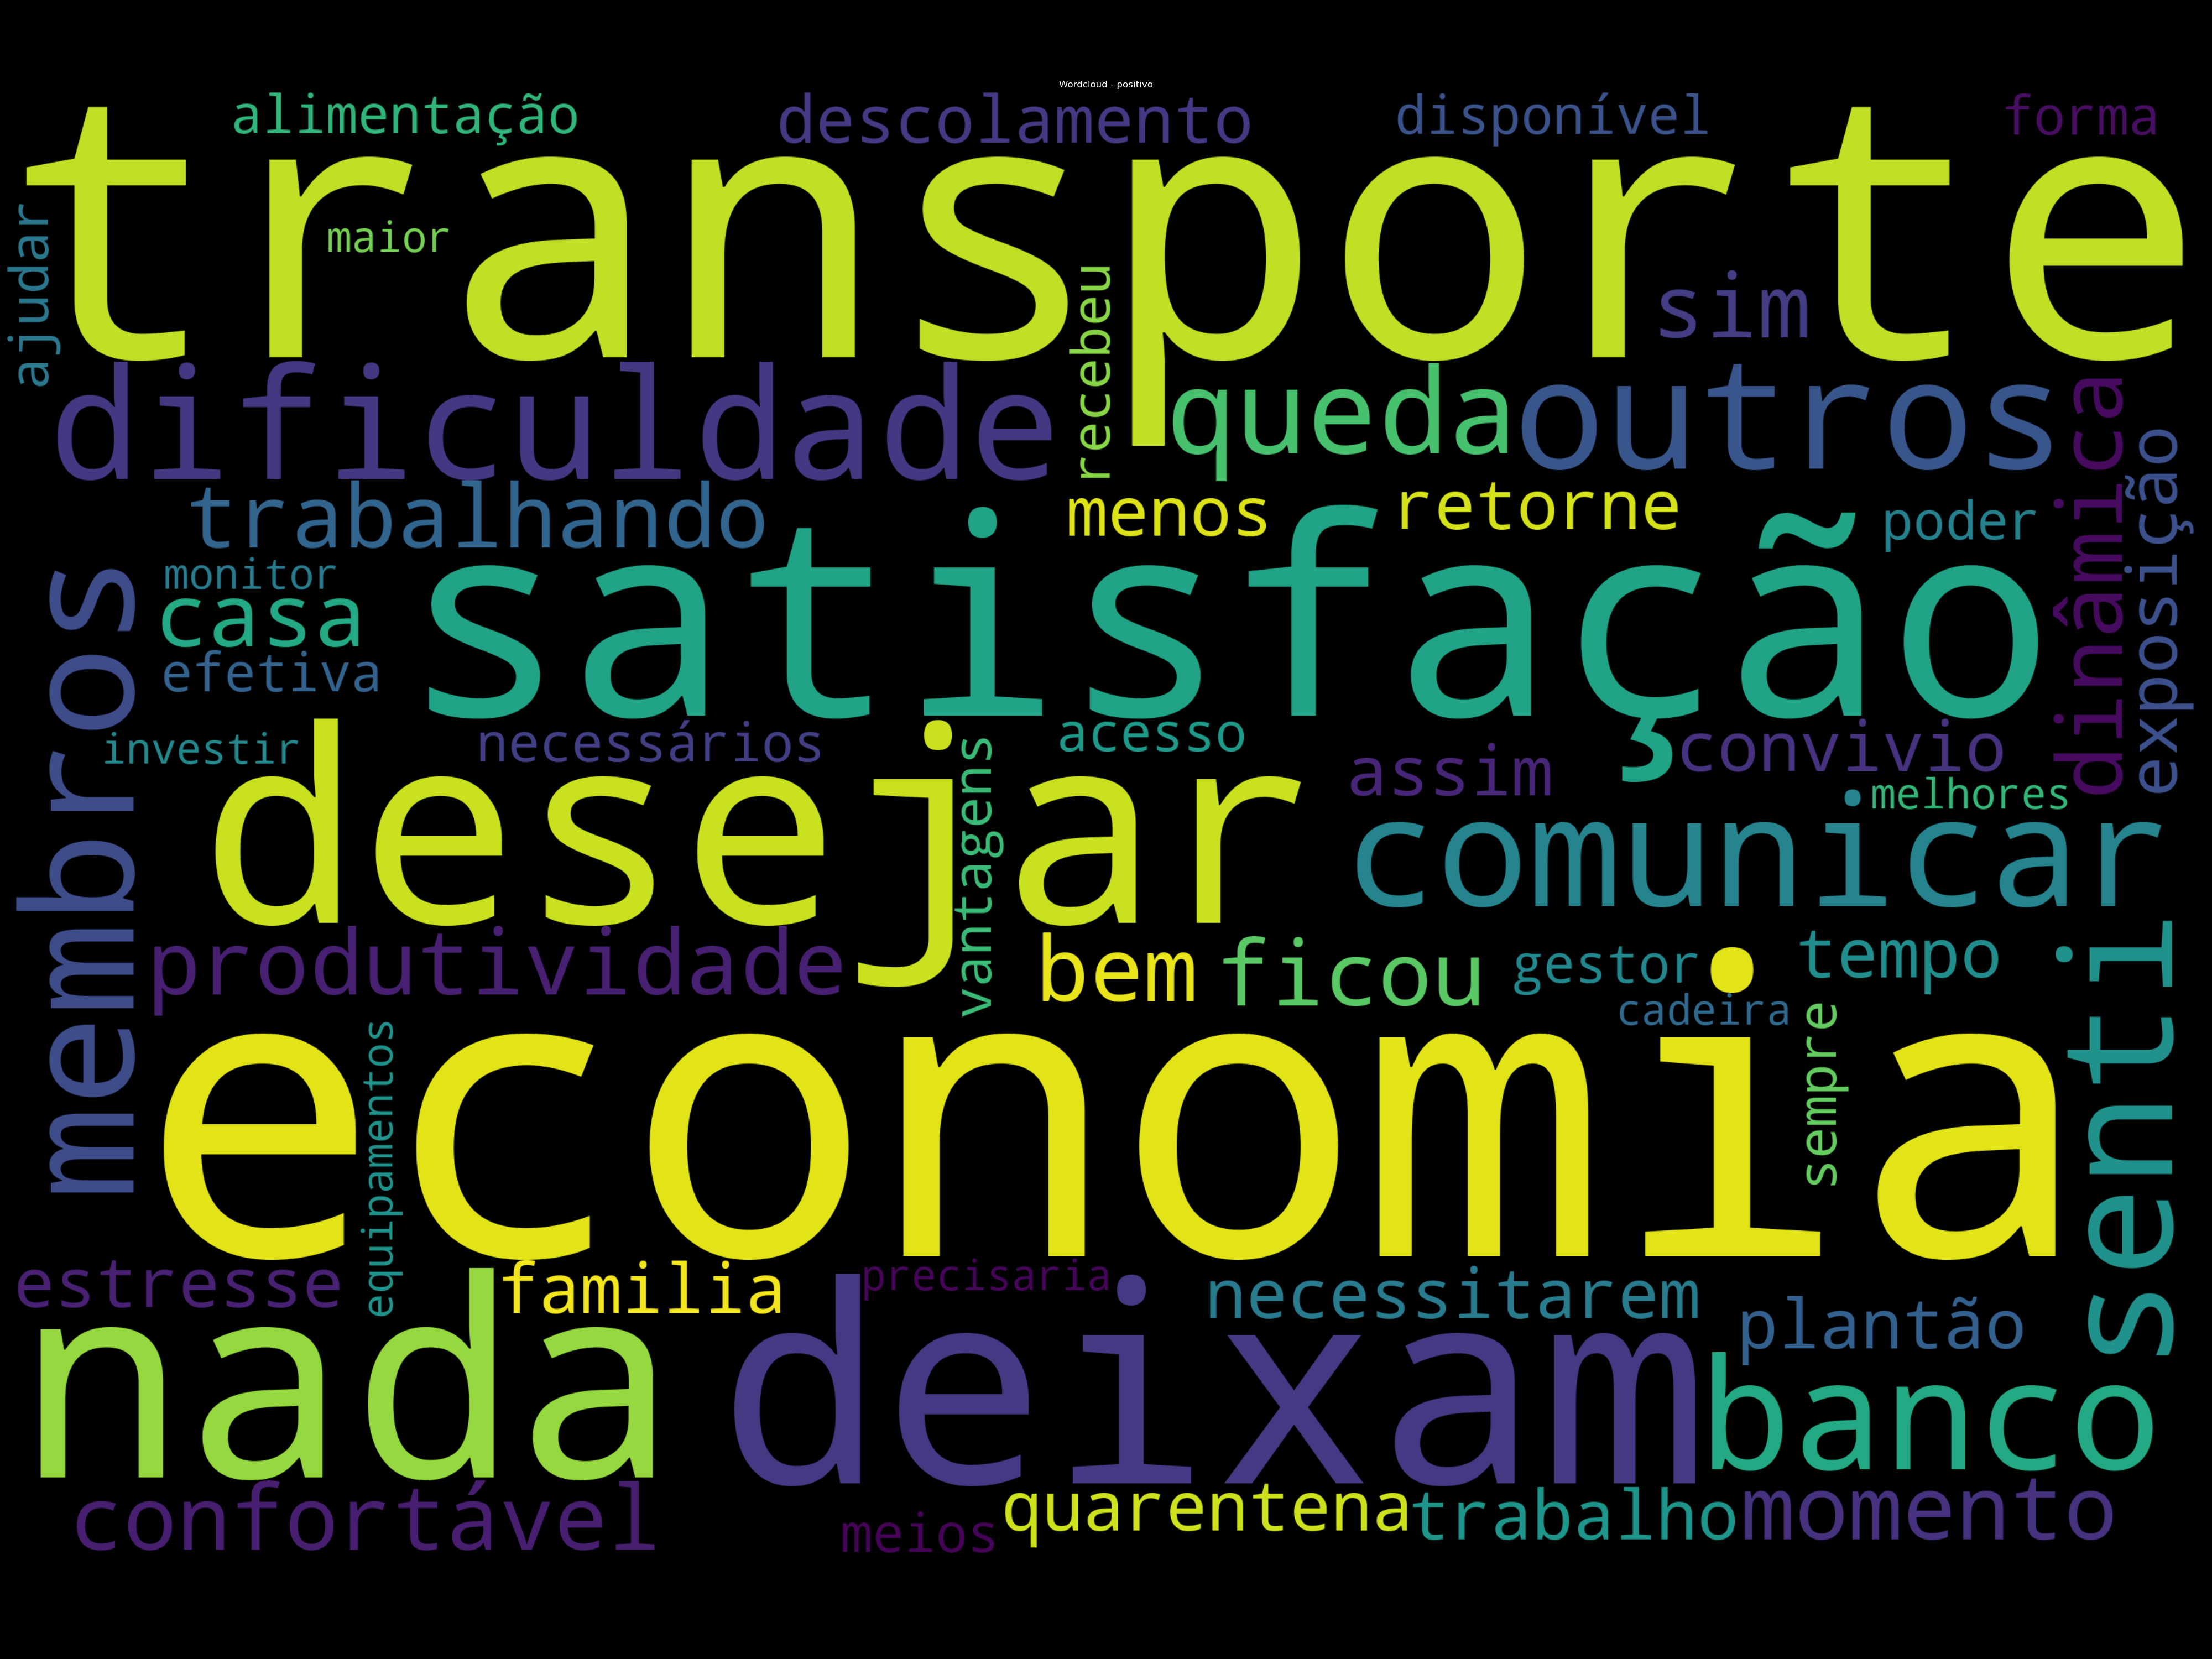 Wordcloud - positivo
alimentação
descolamento
disponível
forma
transporte
ajudar
maior
recebeu
sim
dificuldade
queda
outros
dinâmica
exposição
trabalhando
menos
retorne
poder
monitor
casa
efetiva
satisfação
membros
investir
necessários
acesso
assim
convivio
melhores
desejar
vantagens
comunicar
produtividade
bem
ficou
gestor
tempo
cadeira
sempre
senti
economia
equipamentos
estresse
familia
precisaria
necessitarem
plantão
nada
deixam
banco
confortável
meios
quarentena
trabalho
momento